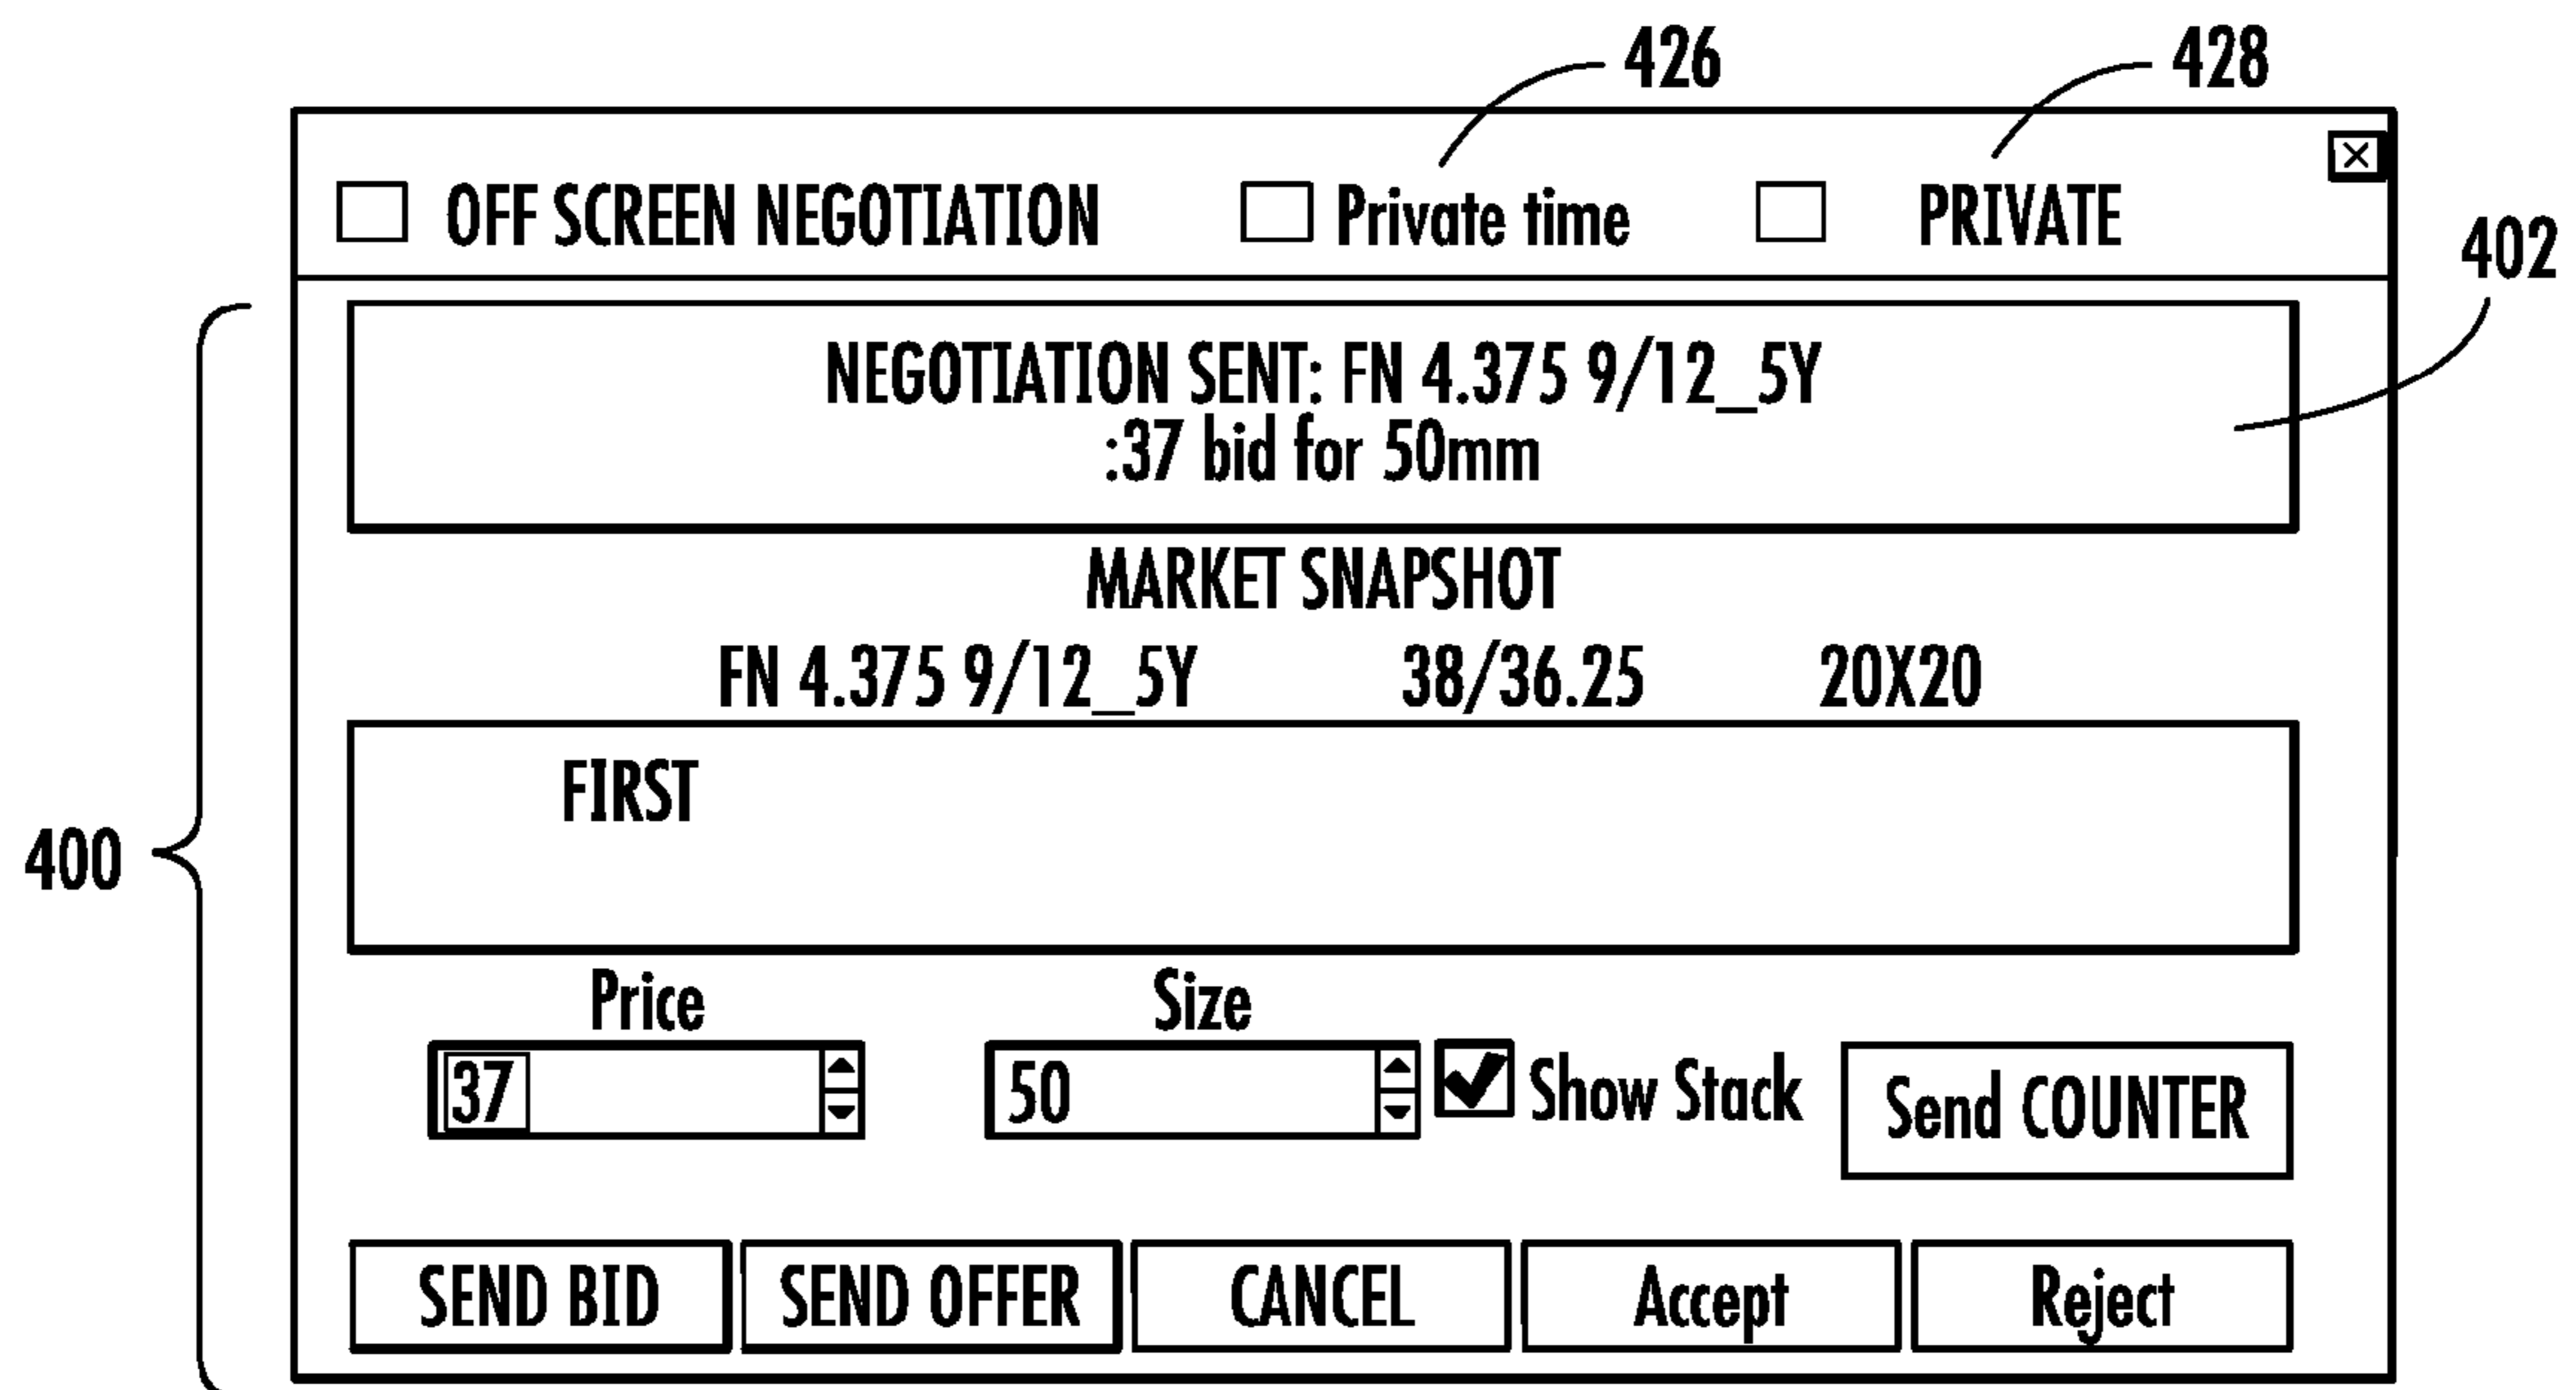 426
428
OFF SCREEN NEGOTIATION Private time PRIVATE
402
NEGOTIATION SENT: FN 4.375 9/12_5Y
:37 bid for 50mm
MARKET SNAPSHOT
FN 4.375 9/12_5Y 38/36.25 20X20
FIRST
400
Price Size
37 50 Show Stack Send COUNTER
SEND BID SEND OFFER CANCEL Accept Reject